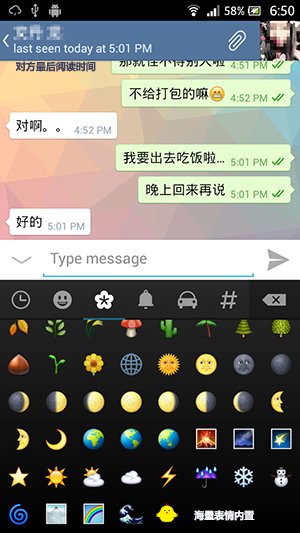 58% 6:50
last seen today at 5:01 PM
对方最后阅读时间
那就怪不得别人啦
4:51 PM
不给打包的嘛😁
4:52 PM
对啊。。 4:52 PM
我要出去吃饭啦... 5:01 PM
晚上回来再说
5:01 PM
好的 5:01 PM
Type message
#
海量表情内置